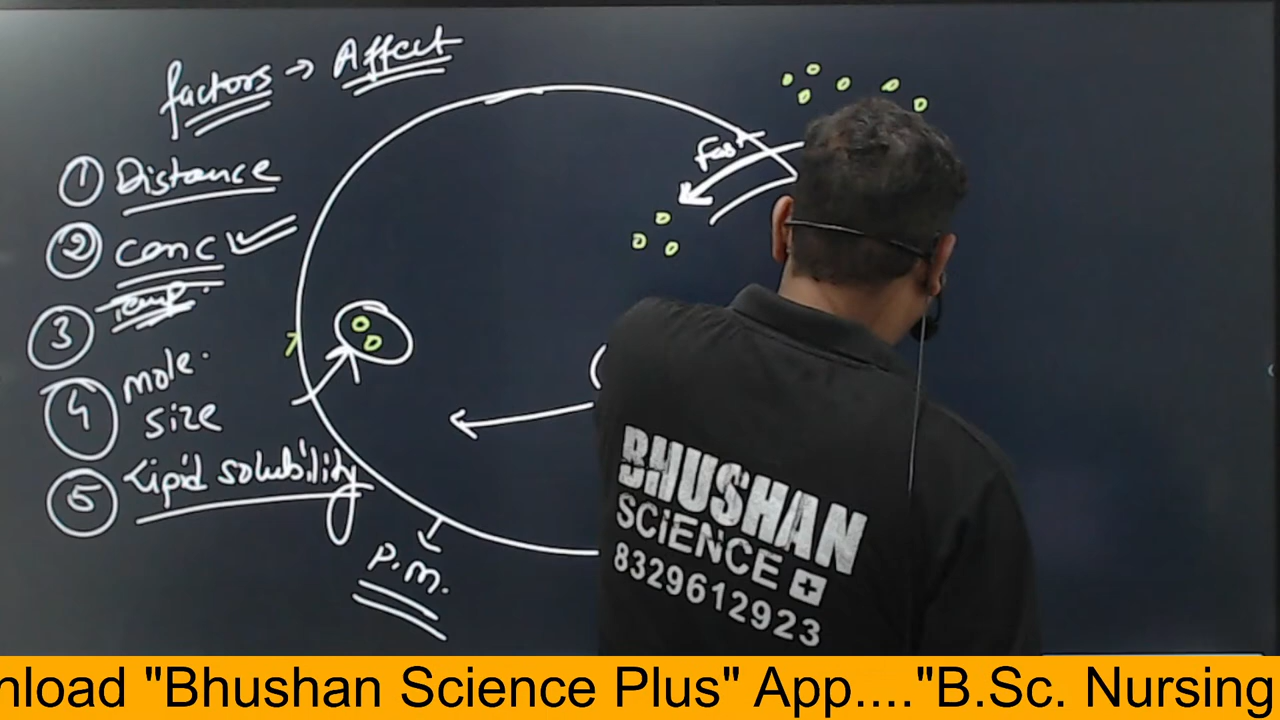 factors → Affect
① Distance
② conc ✓
③ Temp.
④ mole.
size
⑤ Lipid solubility
P.M.
Fast
BHUSHAN
SCiENCE +
8329612923
nload "Bhushan Science Plus" App...."B.Sc. Nursing